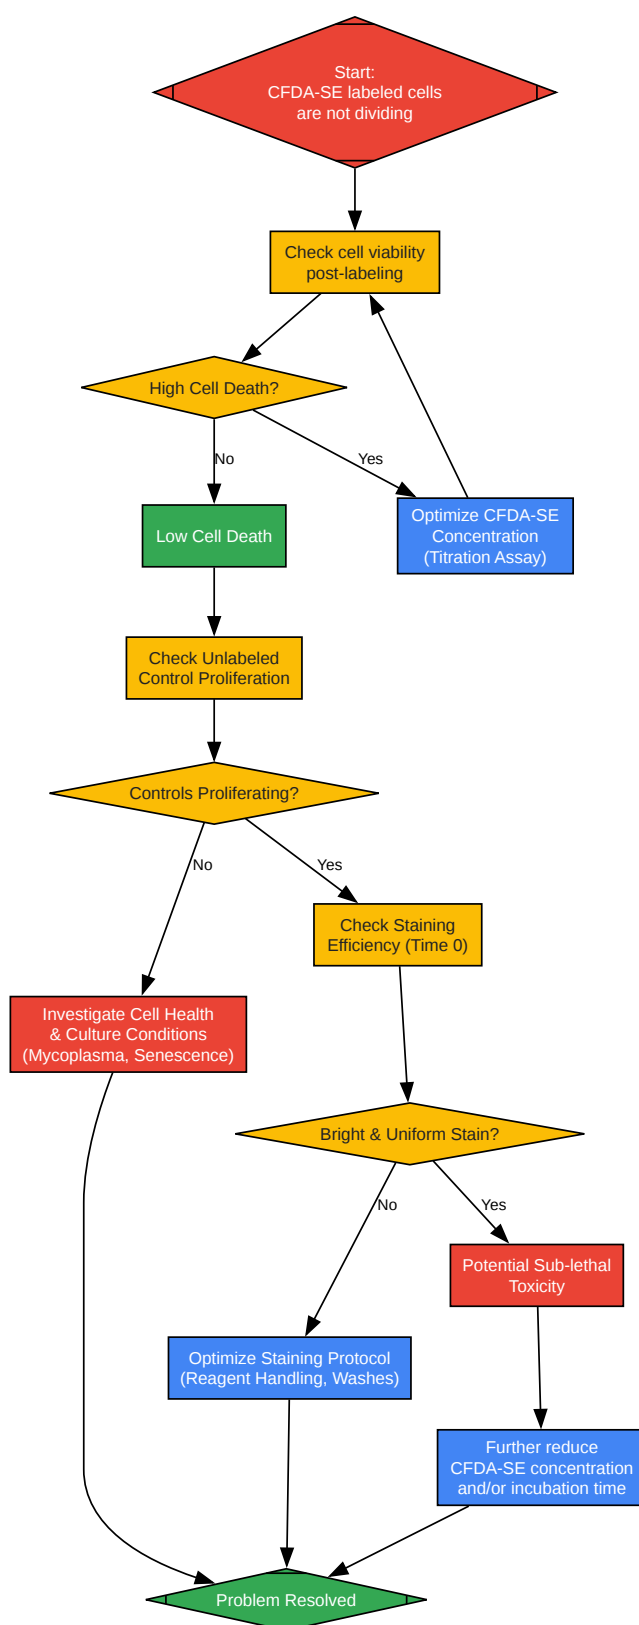 Start:
CFDA-SE labeled cells
are not dividing
Check cell viability
post-labeling
High Cell Death?
No
Yes
Low Cell Death
Optimize CFDA-SE
Concentration
(Titration Assay)
Check Unlabeled
Control Proliferation
Controls Proliferating?
No
Yes
Check Staining
Efficiency (Time 0)
Investigate Cell Health
& Culture Conditions
(Mycoplasma, Senescence)
Bright & Uniform Stain?
No
Yes
Potential Sub-lethal
Toxicity
Optimize Staining Protocol
(Reagent Handling, Washes)
Further reduce
CFDA-SE concentration
and/or incubation time
Problem Resolved